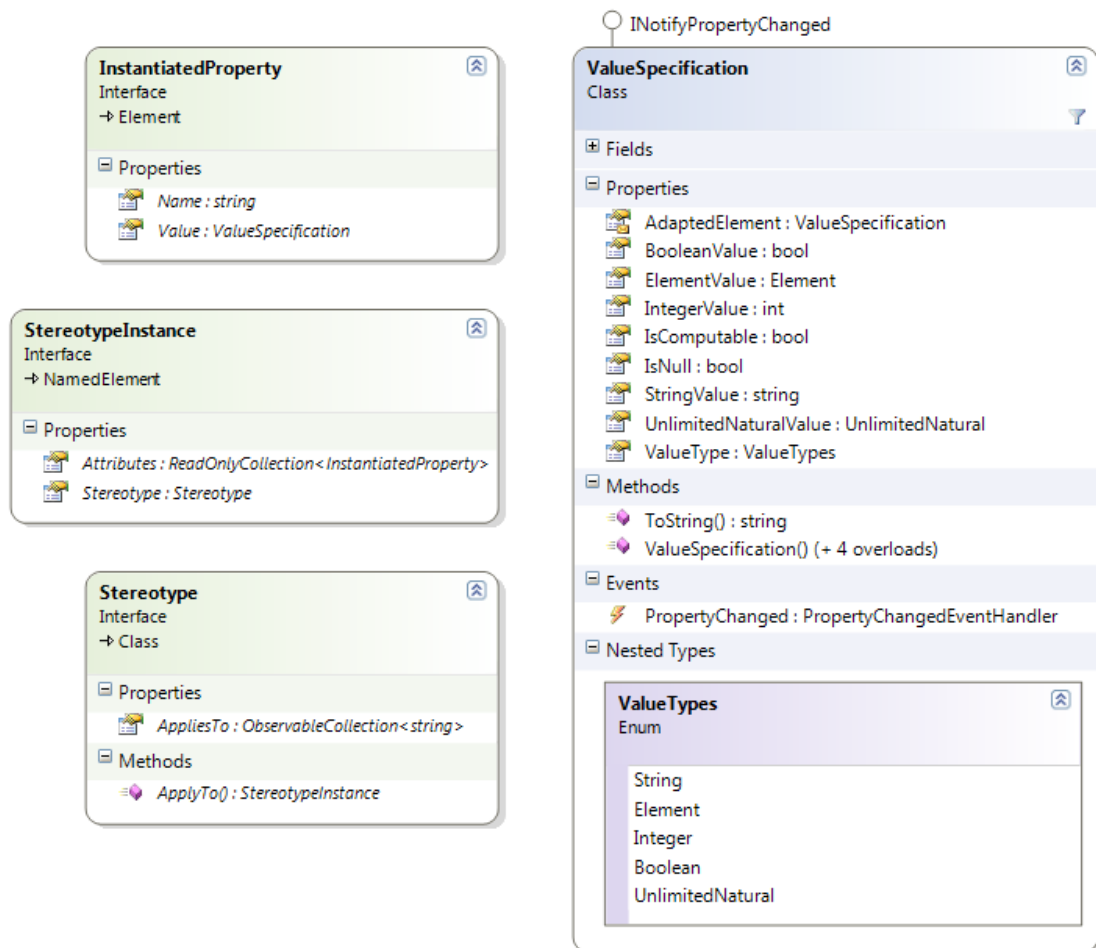 InstantiatedProperty
Interface
Element
Properties
Name : string
Value : ValueSpecification
StereotypeInstance
Interface
NamedElement
Properties
Attributes : ReadOnlyCollection<InstantiatedProperty>
Stereotype : Stereotype
Stereotype
Interface
Class
Properties
AppliesTo : ObservableCollection<string>
Methods
ApplyTo() : StereotypeInstance
INotifyPropertyChanged
ValueSpecification
Class
Fields
Properties
AdaptedElement : ValueSpecification
BooleanValue : bool
ElementValue : Element
IntegerValue : int
IsComputable : bool
IsNull : bool
StringValue : string
UnlimitedNaturalValue : UnlimitedNatural
ValueType : ValueTypes
Methods
ToString() : string
ValueSpecification() (+ 4 overloads)
Events
PropertyChanged : PropertyChangedEventHandler
Nested Types
ValueTypes
Enum
String
Element
Integer
Boolean
UnlimitedNatural